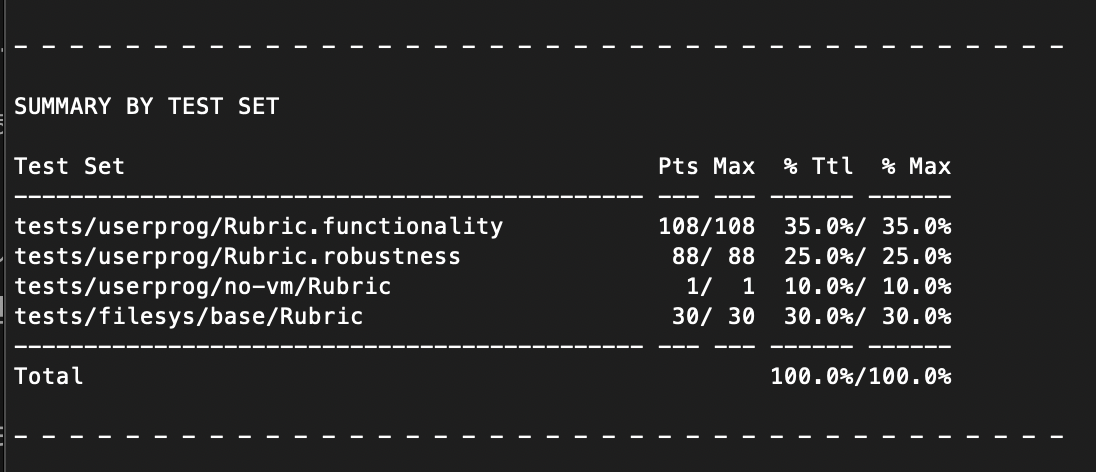 - - - - - - - - - - - - - - - - - - - - - - - - - - - - - - - - - - - - - -
SUMMARY BY TEST SET
Test Set                                      Pts Max  % Ttl  % Max
--------------------------------------------- --- --- ------ ------
tests/userprog/Rubric.functionality           108/108  35.0%/ 35.0%
tests/userprog/Rubric.robustness               88/ 88  25.0%/ 25.0%
tests/userprog/no-vm/Rubric                     1/  1  10.0%/ 10.0%
tests/filesys/base/Rubric                      30/ 30  30.0%/ 30.0%
--------------------------------------------- --- --- ------ ------
Total                                                 100.0%/100.0%
- - - - - - - - - - - - - - - - - - - - - - - - - - - - - - - - - - - - - -